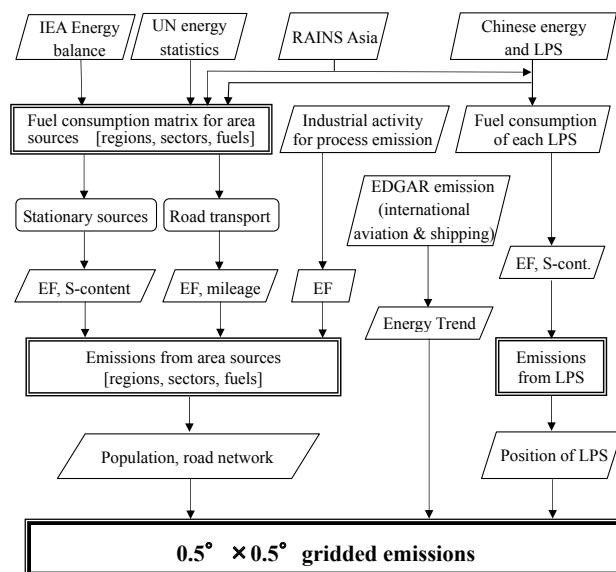 IEA Energy
balance
UN energy
statistics
RAINS Asia
Chinese energy
and LPS
Fuel consumption matrix for area
sources [regions, sectors, fuels]
Industrial activity
for process emission
Fuel consumption
of each LPS
Stationary sources
Road transport
EDGAR emission
(international
aviation & shipping)
EF, S-content
EF, mileage
EF
Energy Trend
EF, S-cont.
Emissions from area sources
[regions, sectors, fuels]
Emissions
from LPS
Population, road network
Position of LPS
0.5° ×0.5° gridded emissions